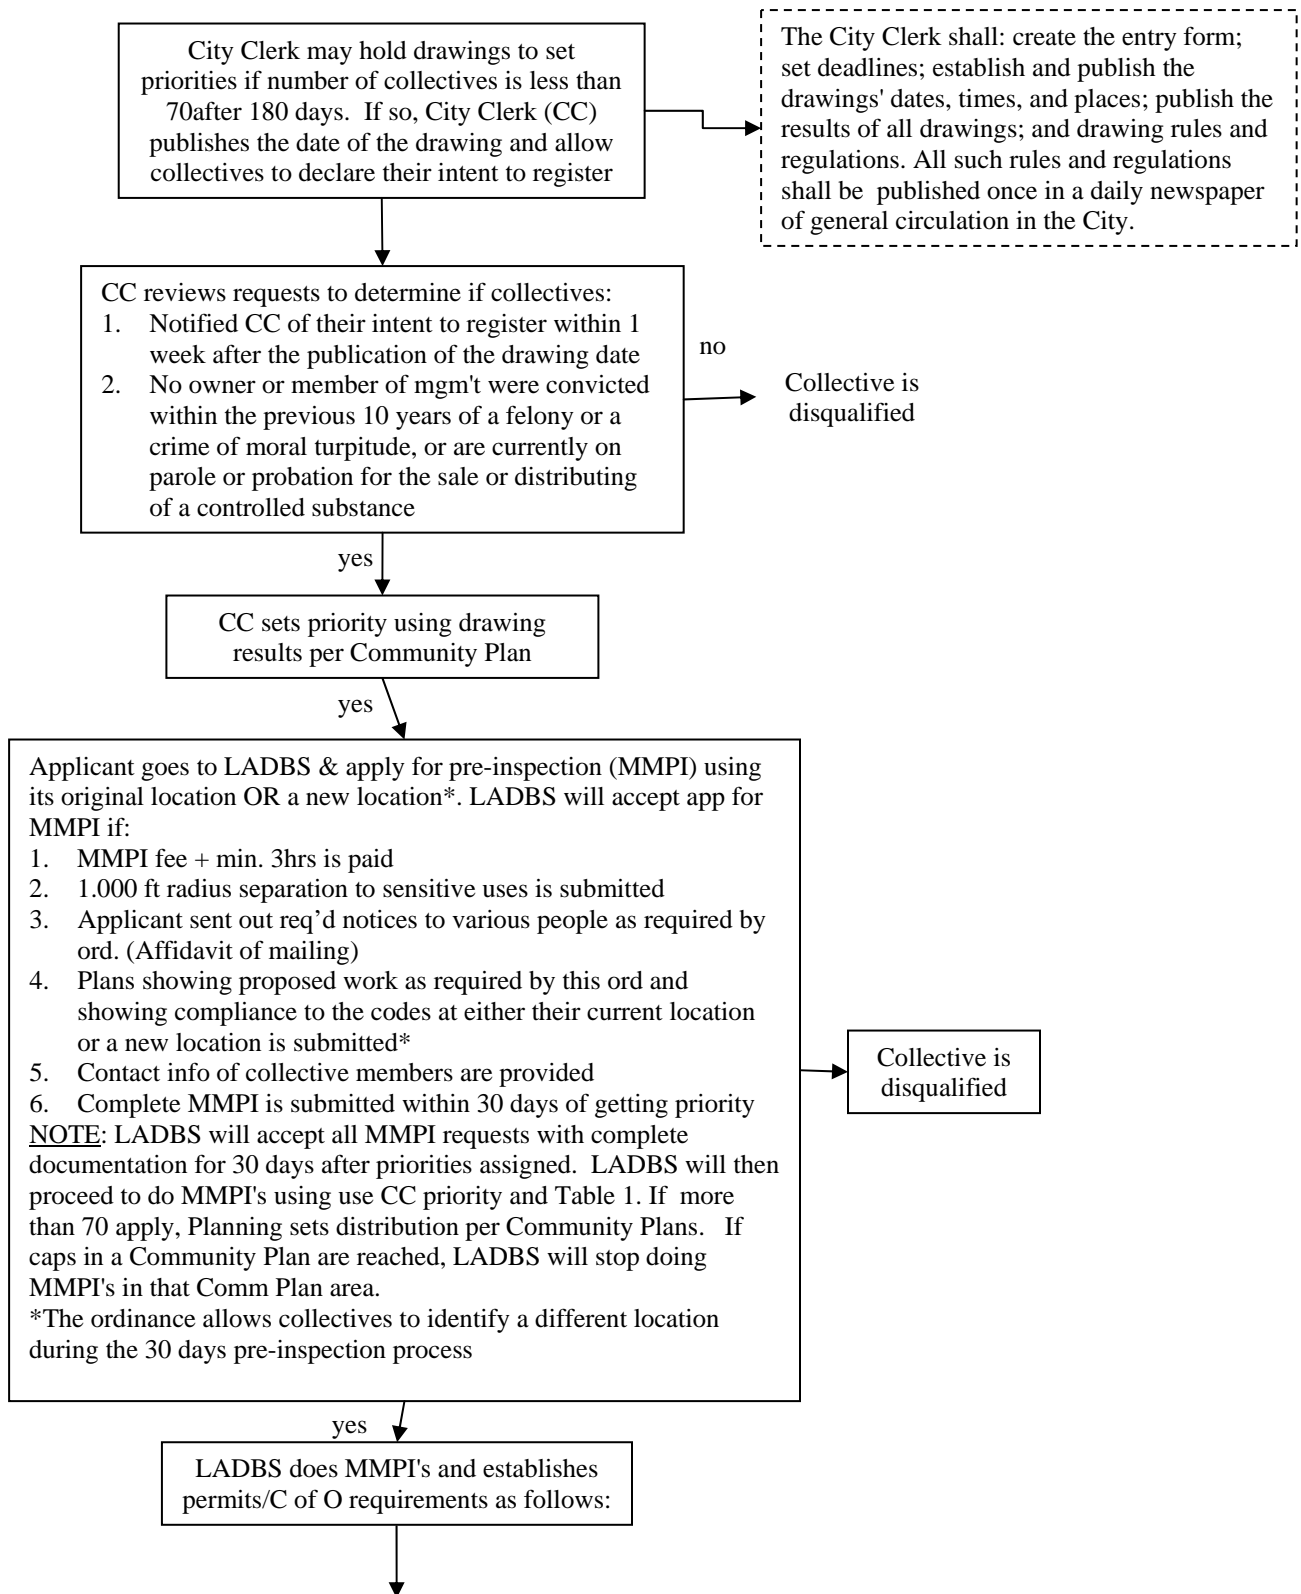 City Clerk may hold drawings to set
priorities if number of collectives is less than
70after 180 days.  If so, City Clerk (CC)
publishes the date of the drawing and allow
collectives to declare their intent to register
The City Clerk shall: create the entry form;
set deadlines; establish and publish the
drawings' dates, times, and places; publish the
results of all drawings; and drawing rules and
regulations. All such rules and regulations
shall be  published once in a daily newspaper
of general circulation in the City.
CC reviews requests to determine if collectives:
1. Notified CC of their intent to register within 1
week after the publication of the drawing date
2. No owner or member of mgm't were convicted
within the previous 10 years of a felony or a
crime of moral turpitude, or are currently on
parole or probation for the sale or distributing
of a controlled substance
no
Collective is
disqualified
yes
CC sets priority using drawing
results per Community Plan
yes
Applicant goes to LADBS & apply for pre-inspection (MMPI) using
its original location OR a new location*. LADBS will accept app for
MMPI if:
1. MMPI fee + min. 3hrs is paid
2. 1.000 ft radius separation to sensitive uses is submitted
3. Applicant sent out req’d notices to various people as required by
ord. (Affidavit of mailing)
4. Plans showing proposed work as required by this ord and
showing compliance to the codes at either their current location
or a new location is submitted*
5. Contact info of collective members are provided
6. Complete MMPI is submitted within 30 days of getting priority
NOTE: LADBS will accept all MMPI requests with complete
documentation for 30 days after priorities assigned.  LADBS will then
proceed to do MMPI's using use CC priority and Table 1. If  more
than 70 apply, Planning sets distribution per Community Plans.   If
caps in a Community Plan are reached, LADBS will stop doing
MMPI's in that Comm Plan area.
*The ordinance allows collectives to identify a different location
during the 30 days pre-inspection process
Collective is
disqualified
yes
LADBS does MMPI's and establishes
permits/C of O requirements as follows: